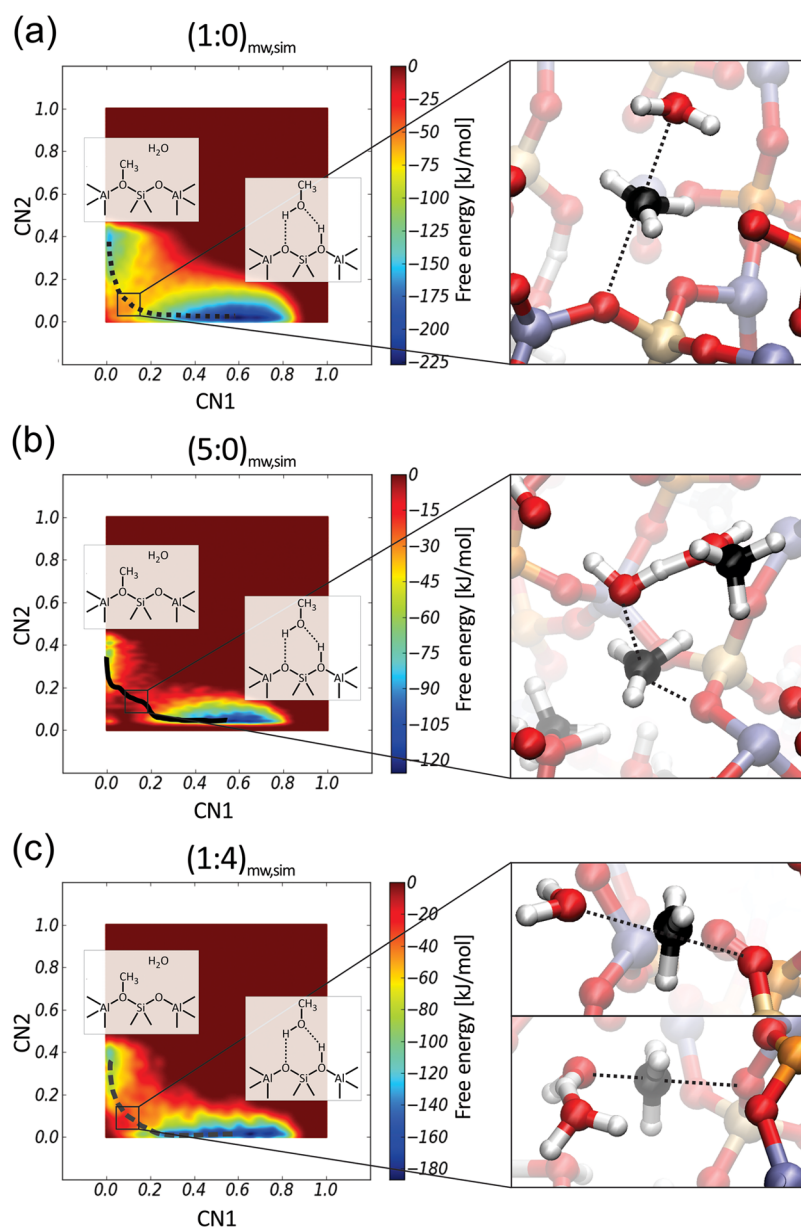 (a)
(1:0)mw,sim
CN2
1.0
0.8
0.6
0.4
0.2
0.0
0.0 0.2 0.4 0.6 0.8 1.0
CN1
H2O
CH3
O O
Al Si Al
CH3
O
H H
O O
Al Si Al
0
−25
−50
−75
−100
−125
−150
−175
−200
−225
Free energy [kJ/mol]
(b)
(5:0)mw,sim
CN2
1.0
0.8
0.6
0.4
0.2
0.0
0.0 0.2 0.4 0.6 0.8 1.0
CN1
H2O
CH3
O O
Al Si Al
CH3
O
H H
O O
Al Si Al
0
−15
−30
−45
−60
−75
−90
−105
−120
Free energy [kJ/mol]
(c)
(1:4)mw,sim
CN2
1.0
0.8
0.6
0.4
0.2
0.0
0.0 0.2 0.4 0.6 0.8 1.0
CN1
H2O
CH3
O O
Al Si Al
CH3
O
H H
O O
Al Si Al
0
−20
−40
−60
−80
−100
−120
−140
−160
−180
Free energy [kJ/mol]